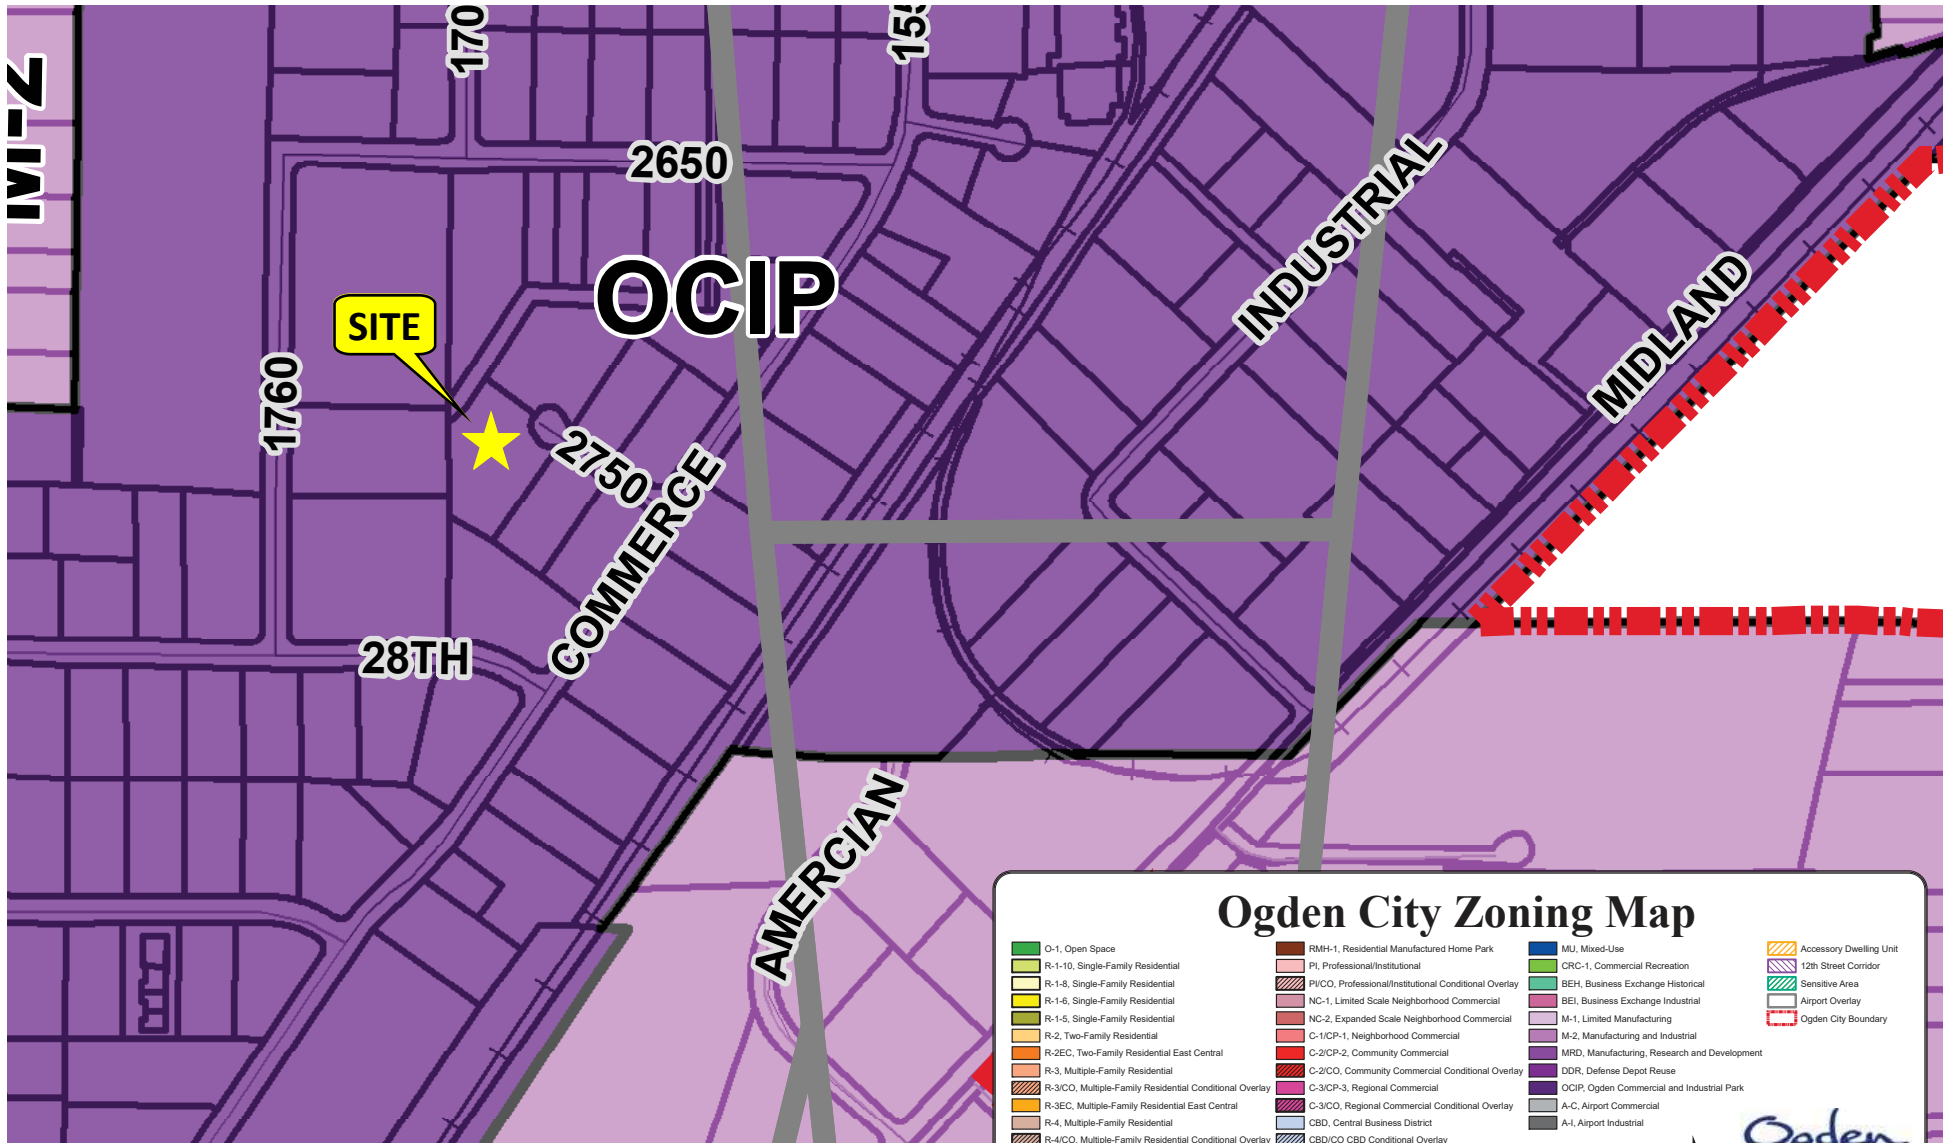 170
155
M-2
2650
OCIP
INDUSTRIAL
SITE
MIDLAND
1760
2750
COMMERCE
28TH
AMERCIAN
Ogden City Zoning Map
O-1, Open Space
R-1-10, Single-Family Residential
R-1-8, Single-Family Residential
R-1-6, Single-Family Residential
R-1-5, Single-Family Residential
R-2, Two-Family Residential
R-2EC, Two-Family Residential East Central
R-3, Multiple-Family Residential
R-3/CO, Multiple-Family Residential Conditional Overlay
R-3EC, Multiple-Family Residential East Central
R-4, Multiple-Family Residential
R-4/CO, Multiple-Family Residential Conditional Overlay
RMH-1, Residential Manufactured Home Park
PI, Professional/Institutional
PI/CO, Professional/Institutional Conditional Overlay
NC-1, Limited Scale Neighborhood Commercial
NC-2, Expanded Scale Neighborhood Commercial
C-1/CP-1, Neighborhood Commercial
C-2/CP-2, Community Commercial
C-2/CO, Community Commercial Conditional Overlay
C-3/CP-3, Regional Commercial
C-3/CO, Regional Commercial Conditional Overlay
CBD, Central Business District
CBD/CO CBD Conditional Overlay
MU, Mixed-Use
CRC-1, Commercial Recreation
BEH, Business Exchange Historical
BEI, Business Exchange Industrial
M-1, Limited Manufacturing
M-2, Manufacturing and Industrial
MRD, Manufacturing, Research and Development
DDR, Defense Depot Reuse
OCIP, Ogden Commercial and Industrial Park
A-C, Airport Commercial
A-I, Airport Industrial
Accessory Dwelling Unit
12th Street Corridor
Sensitive Area
Airport Overlay
Ogden City Boundary
Ogden